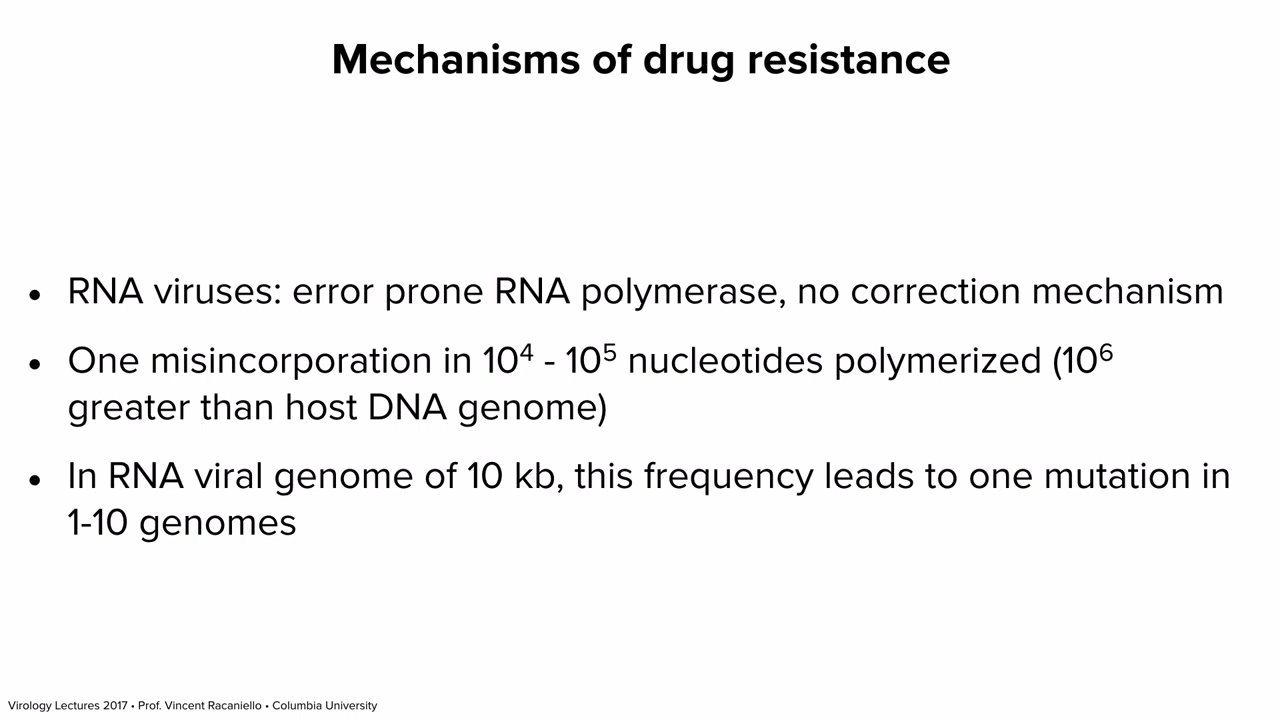 Mechanisms of drug resistance
• RNA viruses: error prone RNA polymerase, no correction mechanism
• One misincorporation in 10⁴ - 10⁵ nucleotides polymerized (10⁶
greater than host DNA genome)
• In RNA viral genome of 10 kb, this frequency leads to one mutation in
1-10 genomes
Virology Lectures 2017 • Prof. Vincent Racaniello • Columbia University